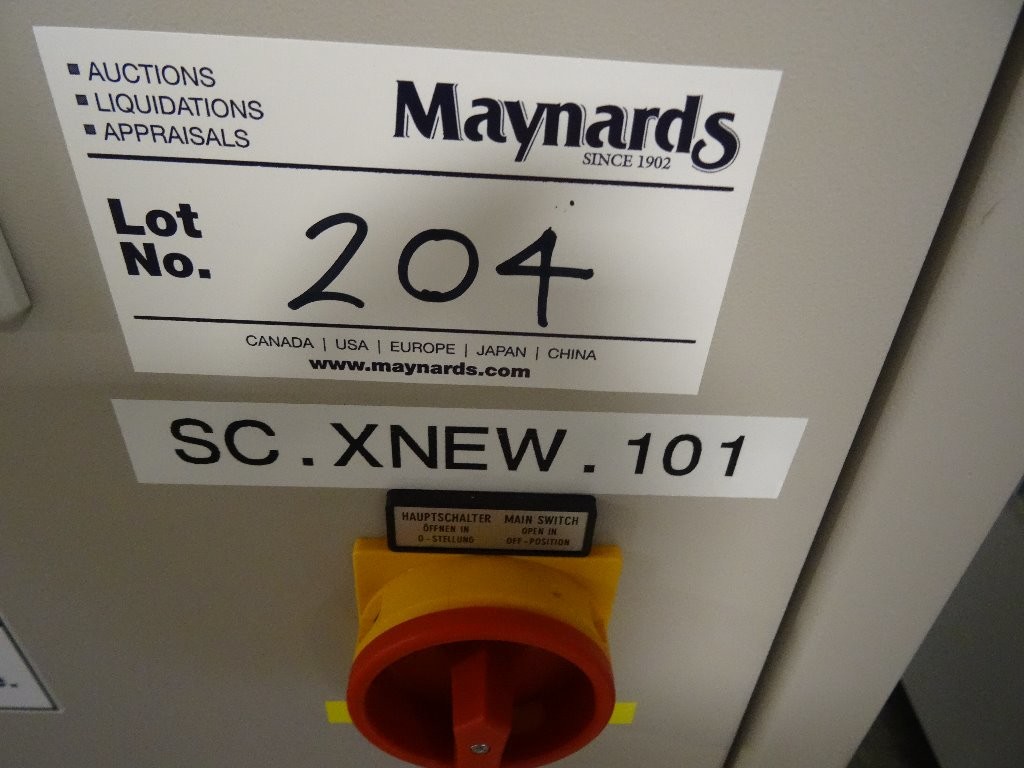 ▪ AUCTIONS
▪ LIQUIDATIONS
▪ APPRAISALS
Maynards
SINCE 1902
Lot
No.
204
CANADA | USA | EUROPE | JAPAN | CHINA
www.maynards.com
SC.XNEW.101
HAUPTSCHALTER
ÖFFNEN IN
0-STELLUNG
MAIN SWITCH
OPEN IN
OFF-POSITION